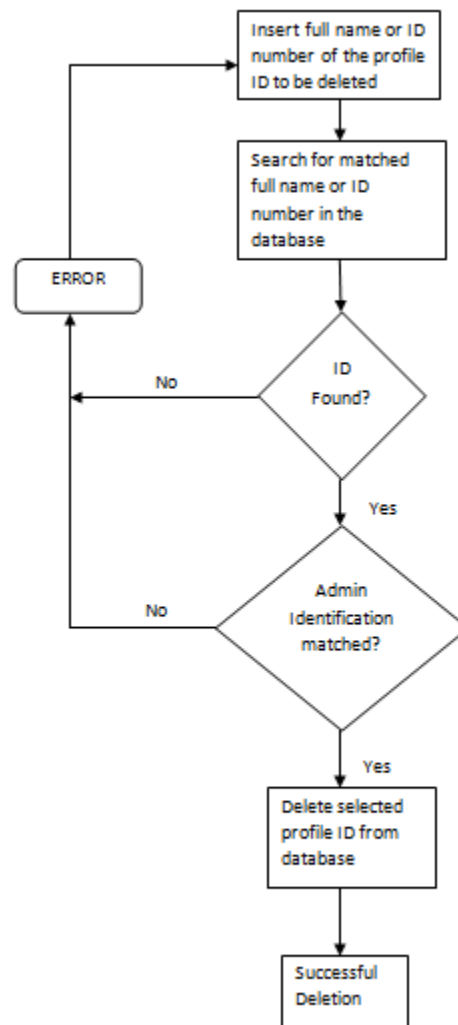 Insert full name or ID
number of the profile
ID to be deleted
Search for matched
full name or ID
number in the
database
ERROR
ID
Found?
No
Yes
Admin
Identification
matched?
No
Yes
Delete selected
profile ID from
database
Successful
Deletion